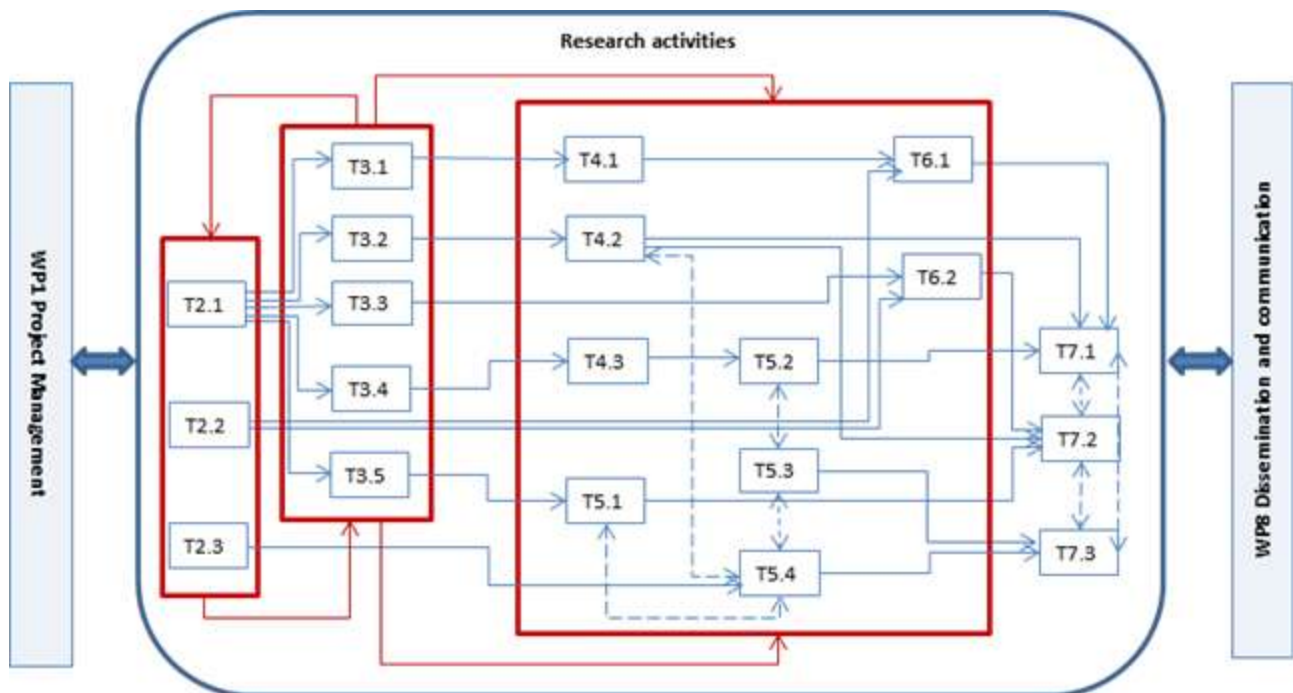 Research activities
WP1 Project Management
T2.1
T2.2
T2.3
T3.1
T3.2
T3.3
T3.4
T3.5
T4.1
T4.2
T4.3
T5.1
T5.2
T5.3
T5.4
T6.1
T6.2
T7.1
T7.2
T7.3
WP8 Dissemination and communication